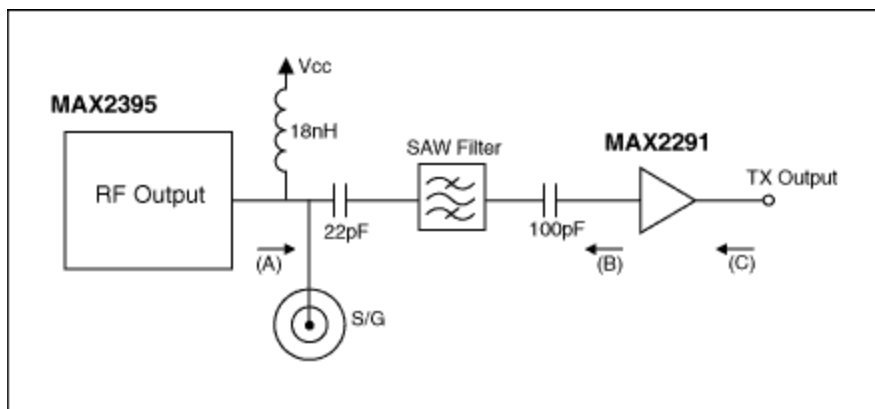 Vcc
MAX2395
18nH
RF Output
SAW Filter
MAX2291
TX Output
22pF
100pF
(A)
(B)
(C)
S/G